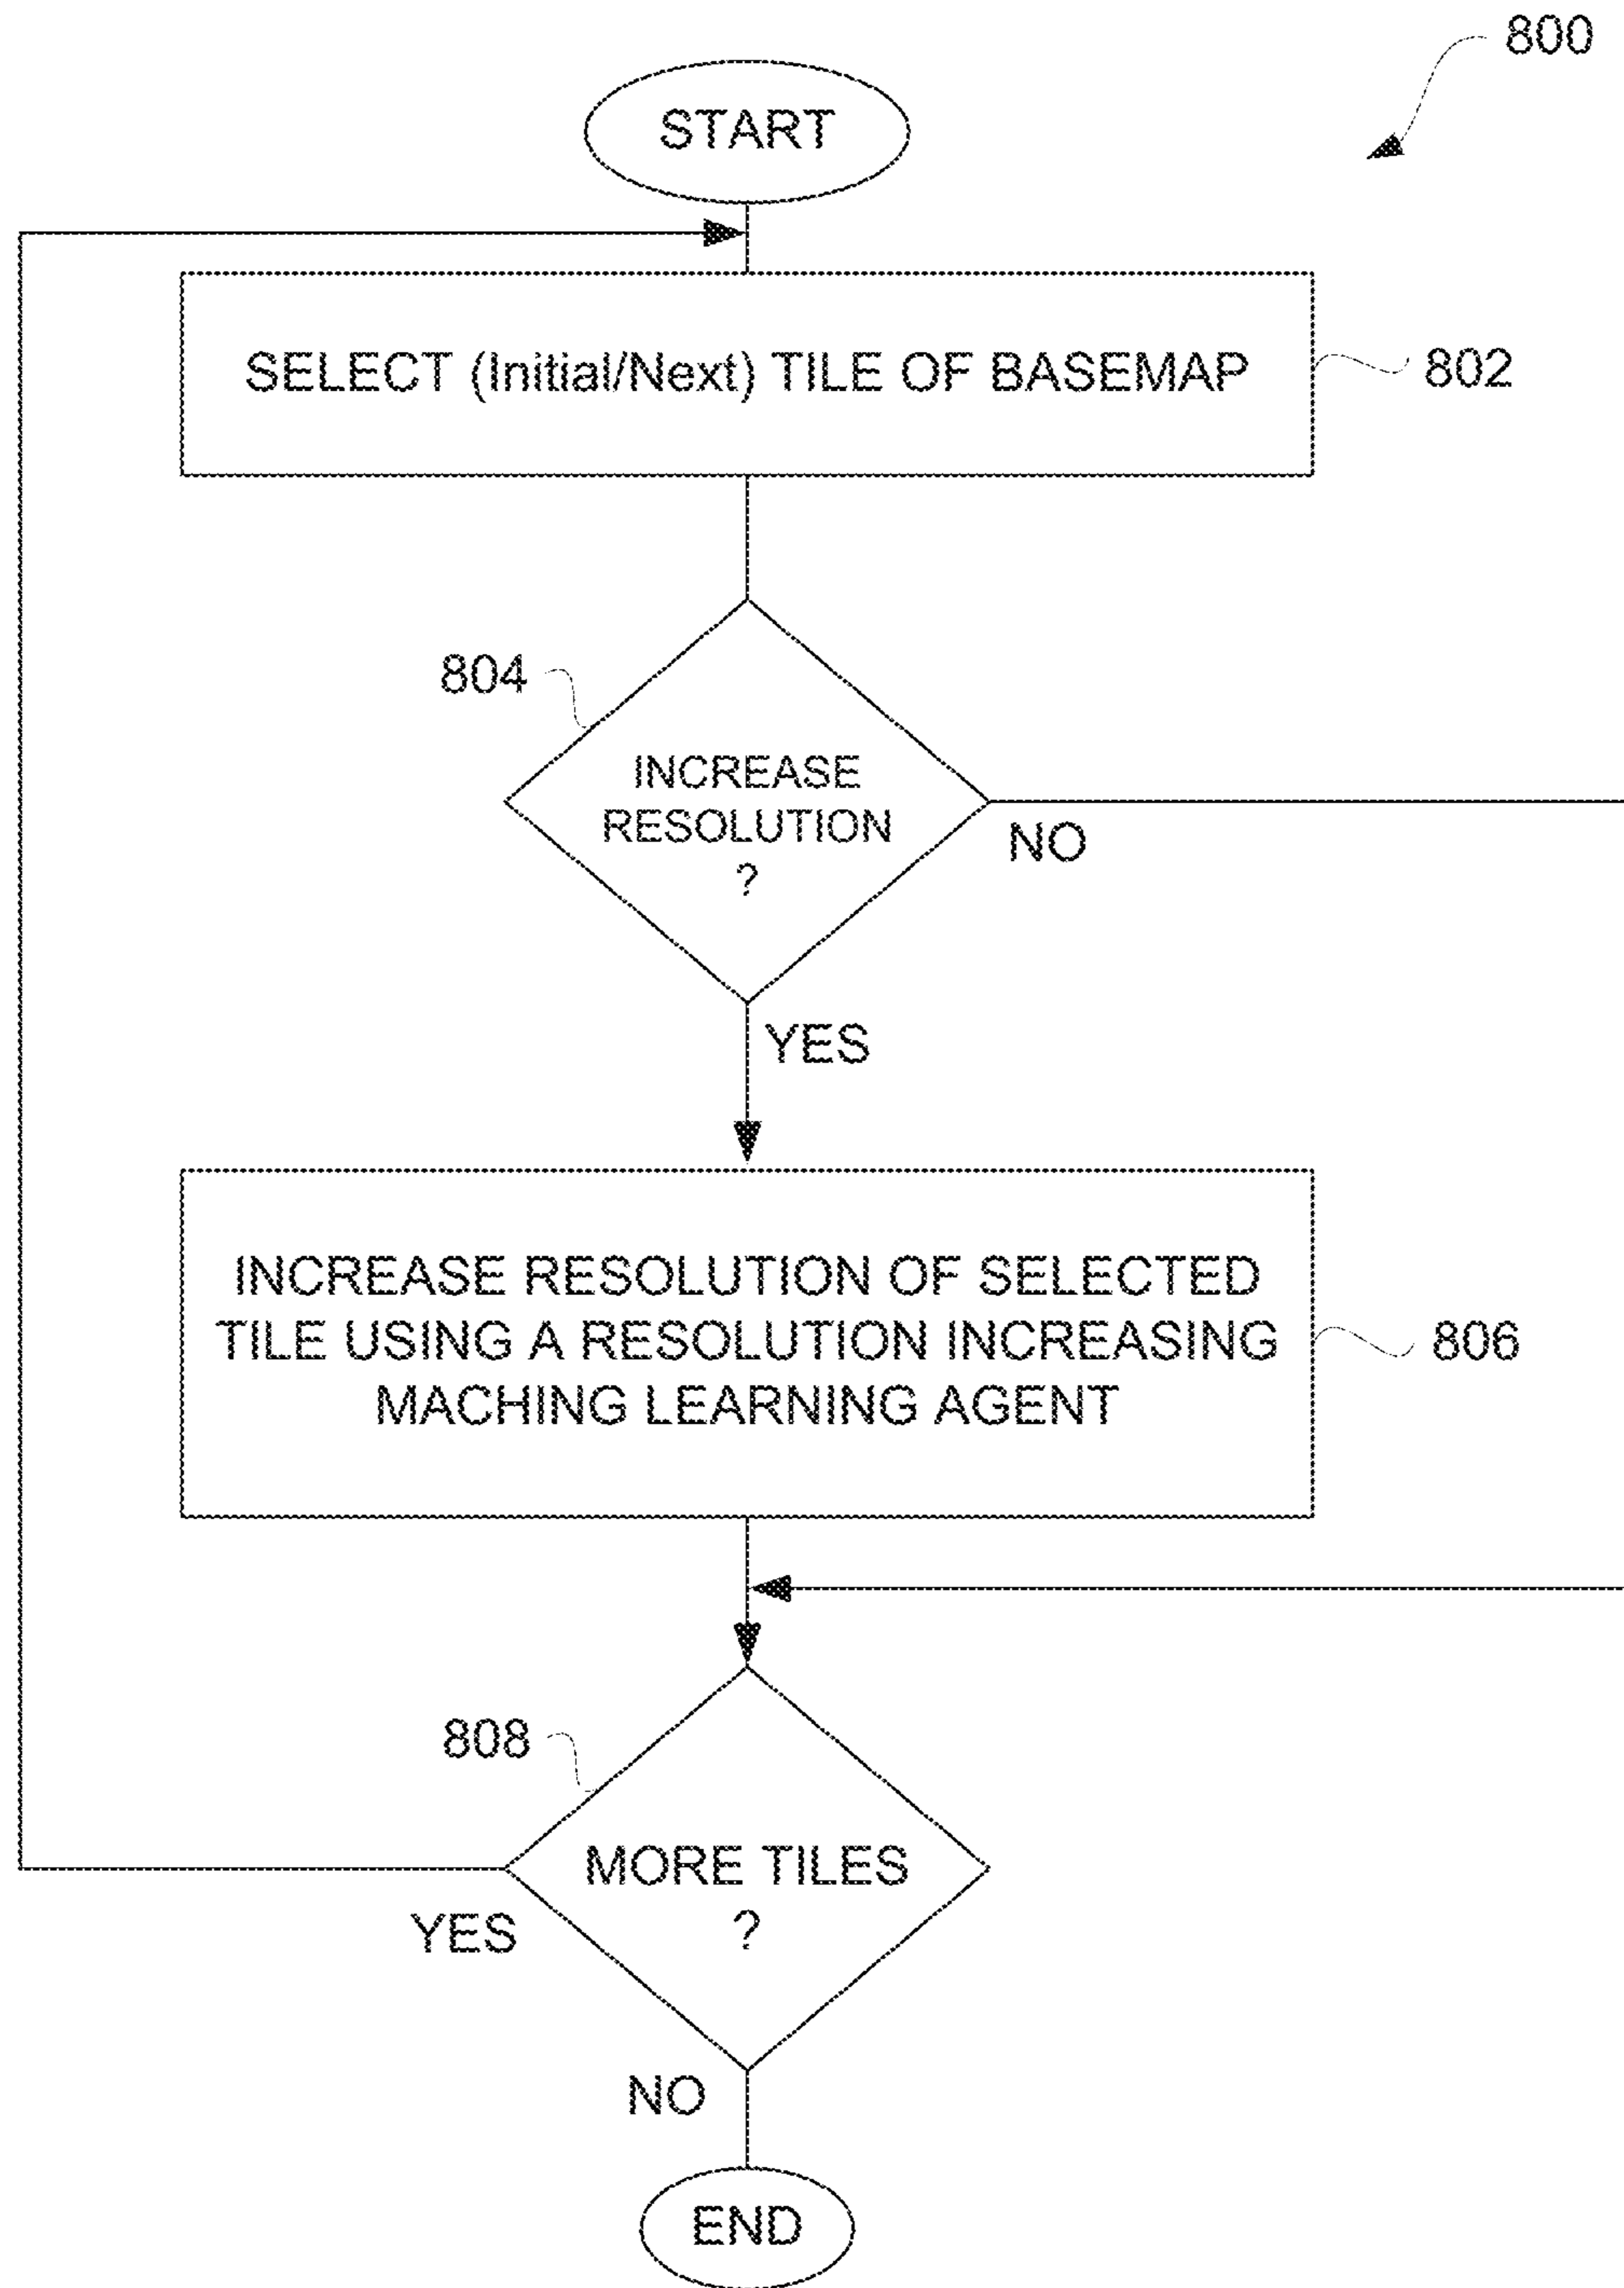 800
START
SELECT (Initial/Next) TILE OF BASEMAP
802
804
INCREASE
RESOLUTION
?
NO
YES
INCREASE RESOLUTION OF SELECTED
TILE USING A RESOLUTION INCREASING
MACHING LEARNING AGENT
806
808
MORE TILES
?
YES
NO
END